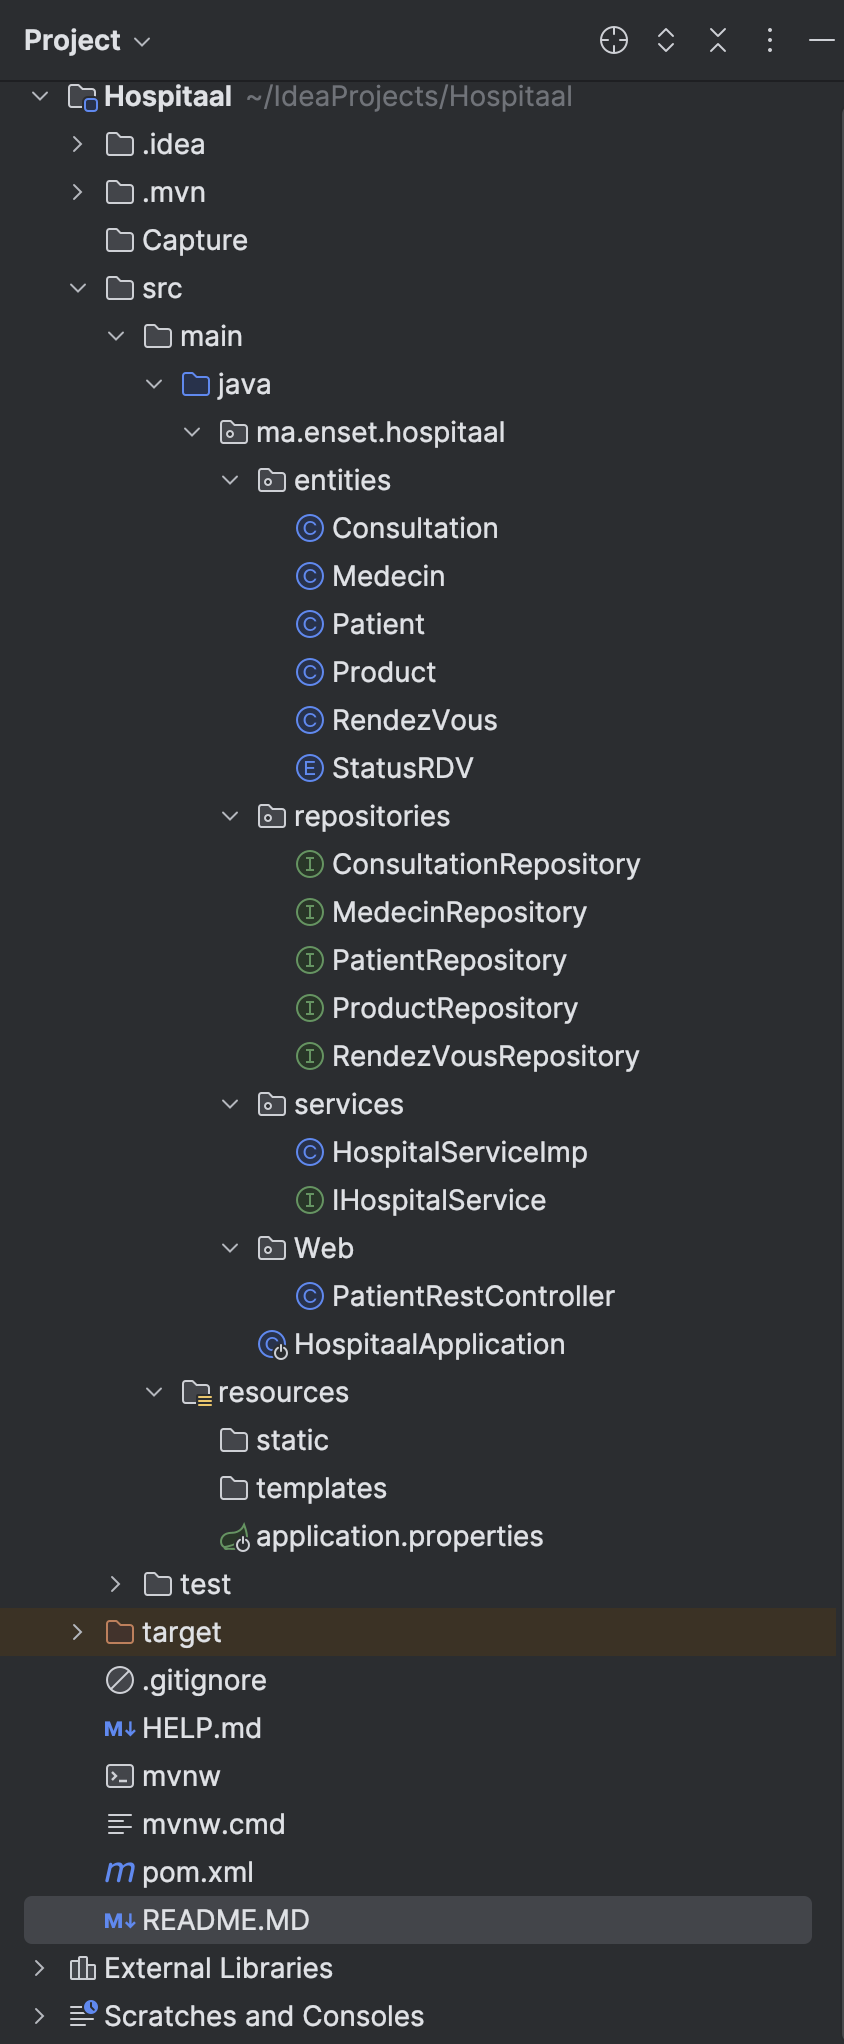 Project
Hospitaal ~/IdeaProjects/Hospitaal
.idea
.mvn
Capture
src
main
java
ma.enset.hospitaal
entities
C Consultation
C Medecin
C Patient
C Product
C RendezVous
E StatusRDV
repositories
I ConsultationRepository
I MedecinRepository
I PatientRepository
I ProductRepository
I RendezVousRepository
services
C HospitalServiceImp
I IHospitalService
Web
C PatientRestController
C HospitaalApplication
resources
static
templates
application.properties
test
target
.gitignore
M↓ HELP.md
mvnw
mvnw.cmd
m pom.xml
M↓ README.MD
External Libraries
Scratches and Consoles